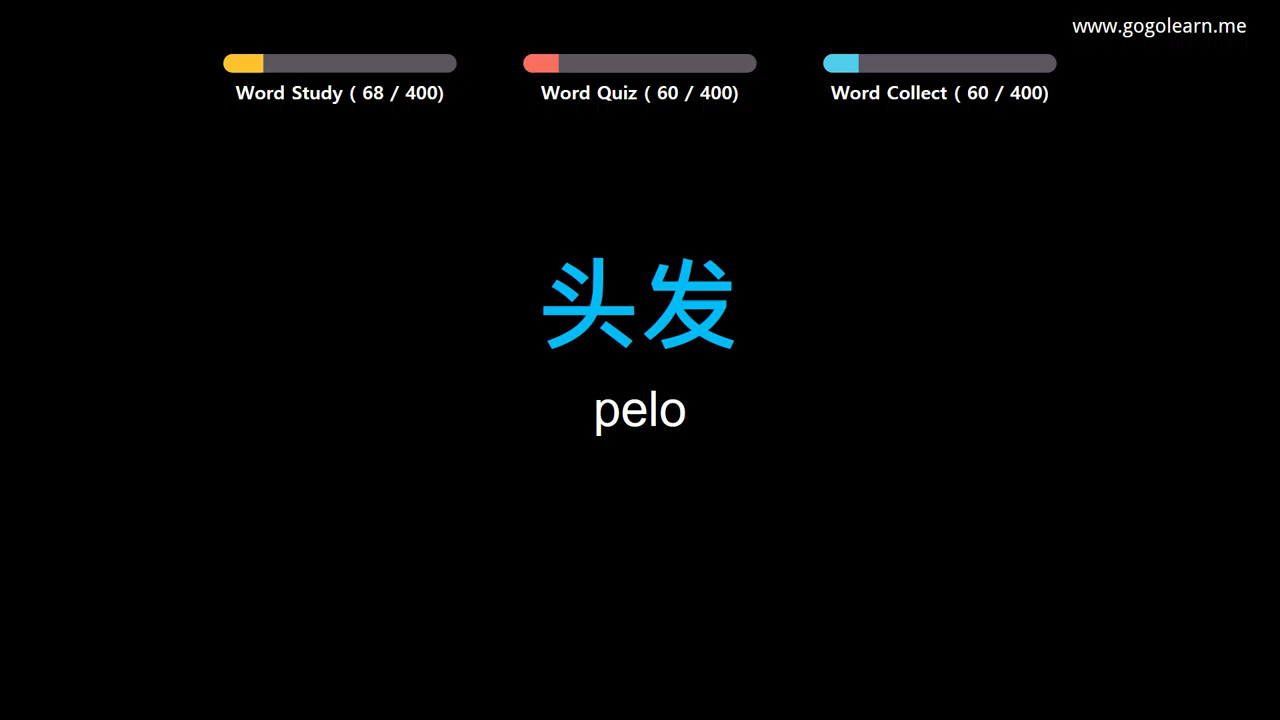 www.gogolearn.me
Word Study ( 68 / 400)
Word Quiz ( 60 / 400)
Word Collect ( 60 / 400)
头发
pelo